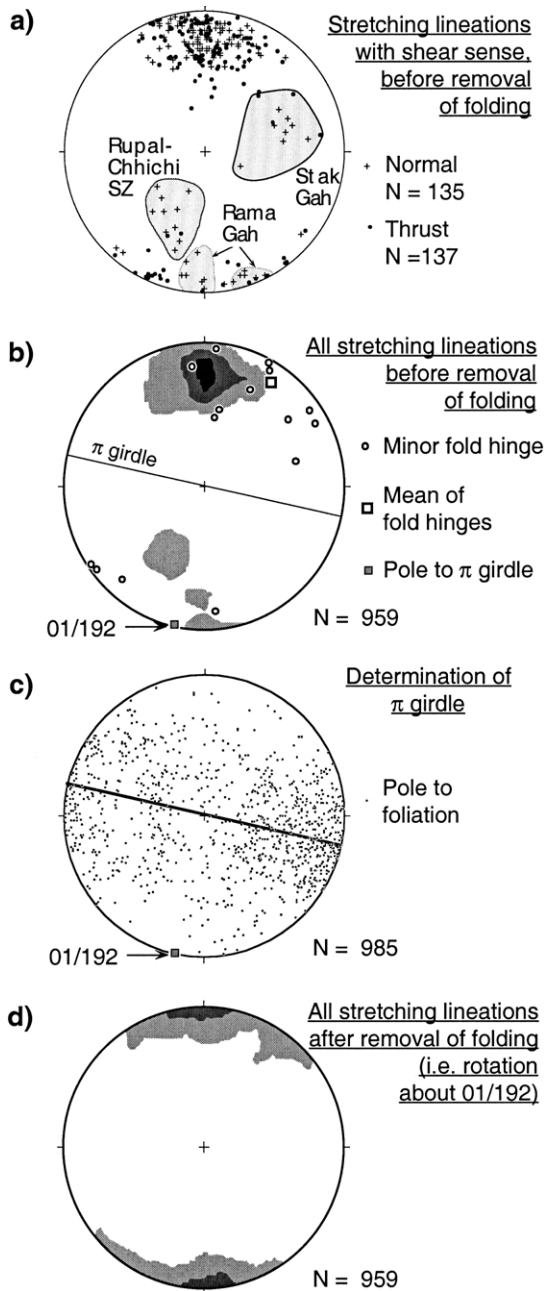 a)
Stretching lineations
with shear sense,
before removal
of folding
Rupal-
Chhichi
SZ
Stak
Gah
Rama
Gah
+ Normal
N = 135
• Thrust
N =137
b)
All stretching lineations
before removal
of folding
π girdle
Minor fold hinge
Mean of
fold hinges
Pole to π girdle
01/192
N = 959
c)
Determination of
π girdle
Pole to
foliation
01/192
N = 985
d)
All stretching lineations
after removal of folding
(i.e. rotation
about 01/192)
N = 959